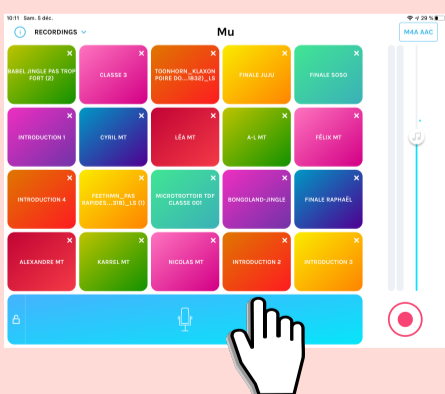 10:11 Sam. 5 déc.
29 %
RECORDINGS
Mu
M4A AAC
BABEL JINGLE PAS TROP
FORT (2)
CLASSE 3
TOONHORN_KLAXON
POIRE DO...1832)_LS
FINALE JUJU
FINALE SOSO
INTRODUCTION 1
CYRIL MT
LÉA MT
A-L MT
FÉLIX MT
INTRODUCTION 4
FEETHMN_PAS
RAPIDES...316)_LS (1)
MICROTROTTOIR TDF
CLASSE 001
BONGOLAND-JINGLE
FINALE RAPHAËL
ALEXANDRE MT
KARREL MT
NICOLAS MT
INTRODUCTION 2
INTRODUCTION 3